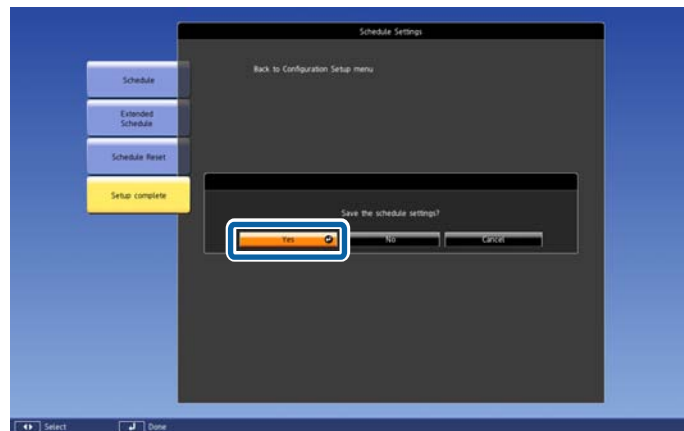 Schedule Settings
Back to Configuration Setup menu
Schedule
Extended
Schedule
Schedule Reset
Setup complete
Save the schedule settings?
Yes No Cancel
Select Done